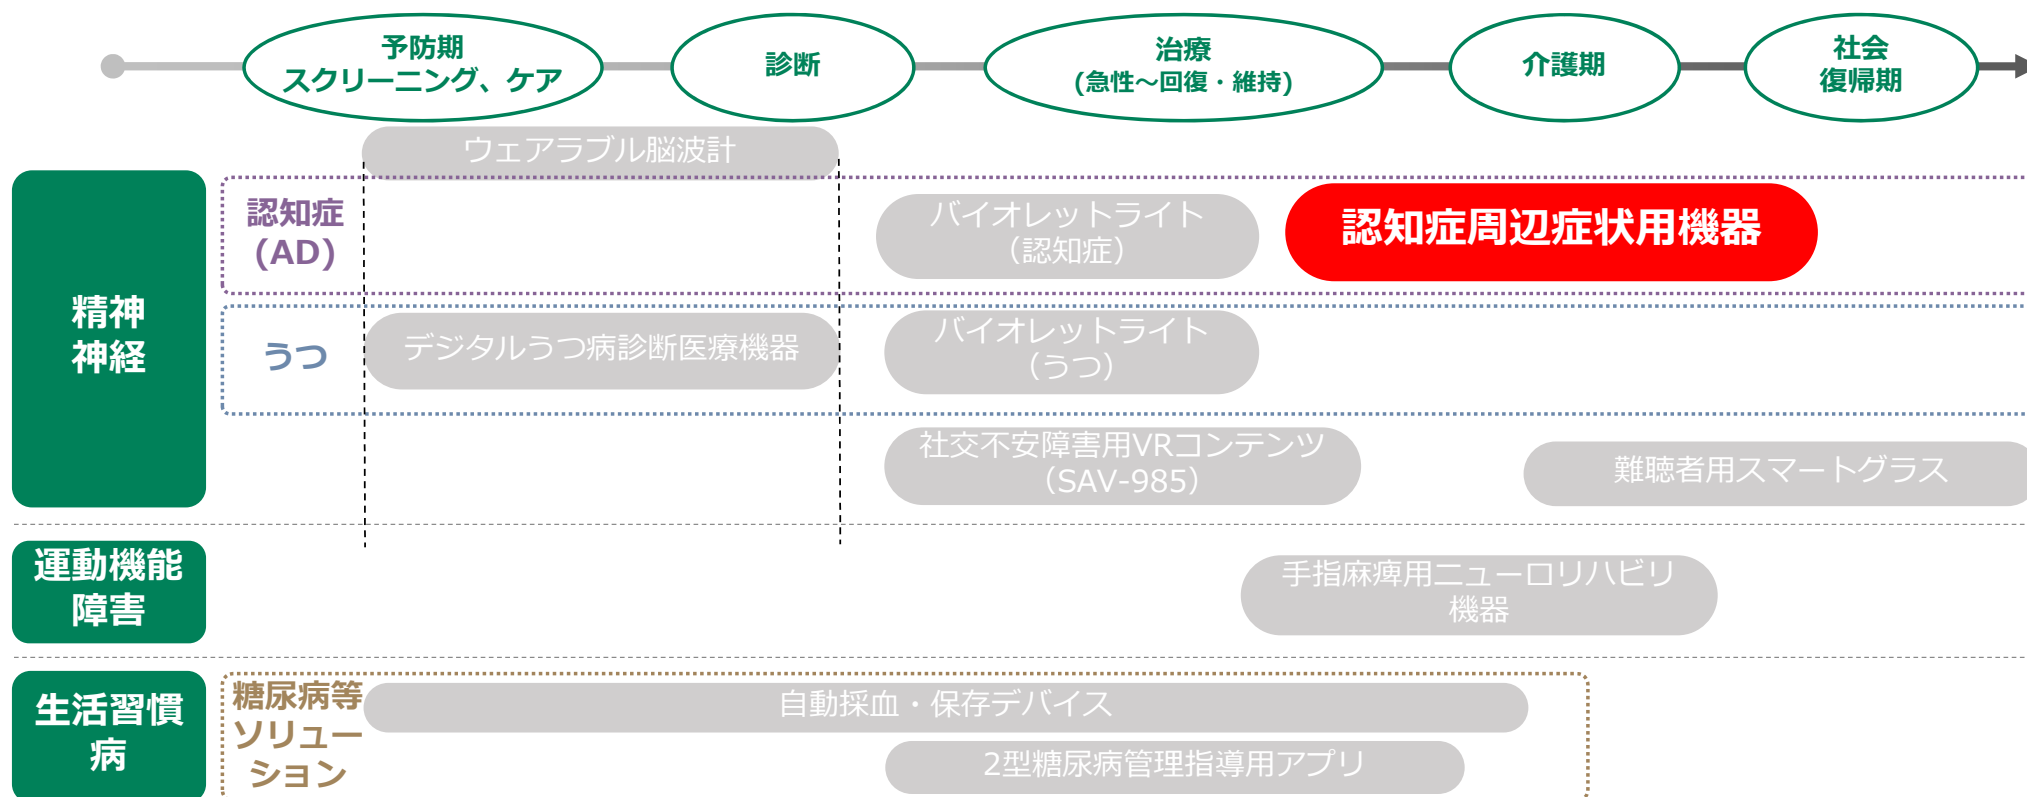 予防期
スクリーニング、ケア
診断
治療
(急性～回復・維持)
介護期
社会
復帰期
ウェアラブル脳波計
精神
神経
認知症
(AD)
バイオレットライト
（認知症）
認知症周辺症状用機器
うつ
デジタルうつ病診断医療機器
バイオレットライト
（うつ）
社交不安障害用VRコンテンツ
（SAV-985）
難聴者用スマートグラス
運動機能
障害
手指麻痺用ニューロリハビリ
機器
生活習慣
病
糖尿病等
ソリュー
ション
自動採血・保存デバイス
2型糖尿病管理指導用アプリ